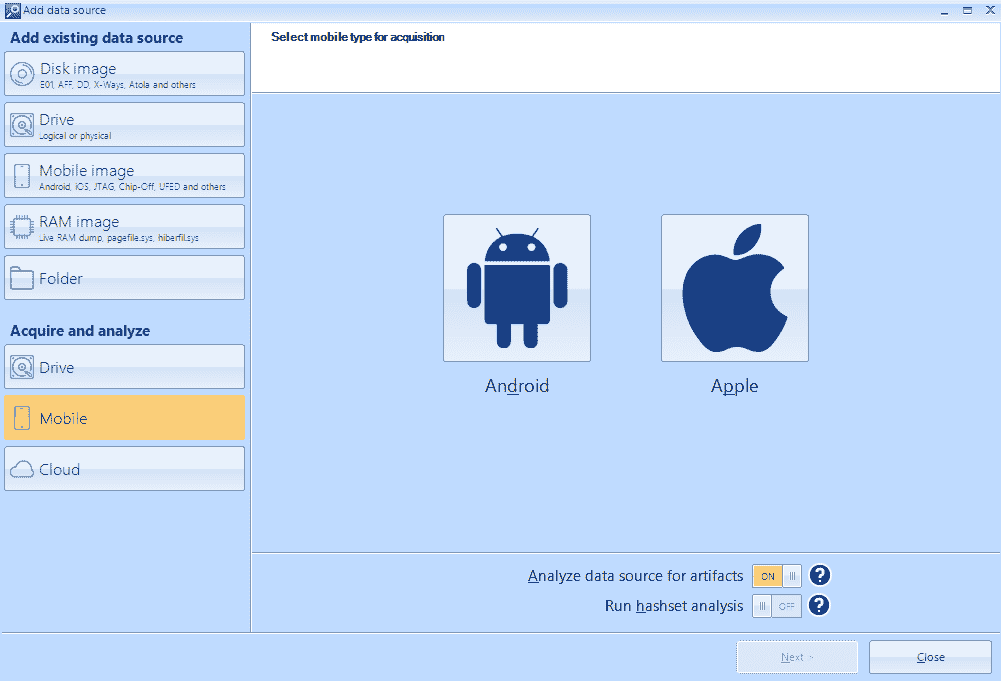 Add data source
Add existing data source
Disk image
E01, AFF, DD, X-Ways, Atola and others
Drive
Logical or physical
Mobile image
Android, iOS, JTAG, Chip-Off, UFED and others
RAM image
Live RAM dump, pagefile.sys, hiberfil.sys
Folder
Acquire and analyze
Drive
Mobile
Cloud
Select mobile type for acquisition
Android
Apple
Analyze data source for artifacts ON ?
Run hashset analysis OFF ?
Next >
Close